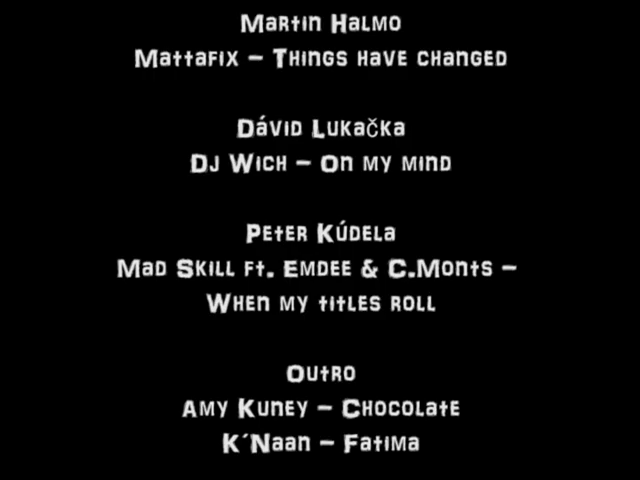 Martin Halmo
Mattafix – Things have changed
Dávid Lukačka
Dj Wich – On my mind
Peter Kúdela
Mad Skill ft. Emdee & C.Monts –
When my titles roll
Outro
Amy Kuney – Chocolate
K´Naan – Fatima